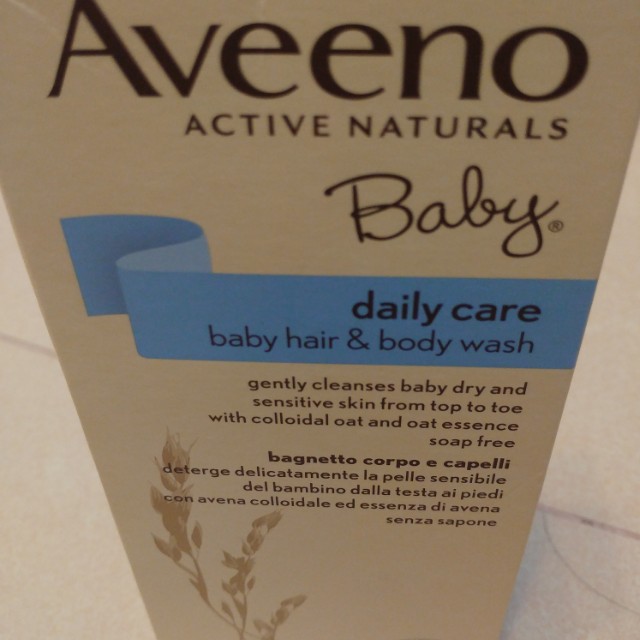 Aveeno
ACTIVE NATURALS
Baby®
daily care
baby hair & body wash
gently cleanses baby dry and
sensitive skin from top to toe
with colloidal oat and oat essence
soap free
bagnetto corpo e capelli
deterge delicatamente la pelle sensibile
del bambino dalla testa ai piedi
con avena colloidale ed essenza di avena
senza sapone